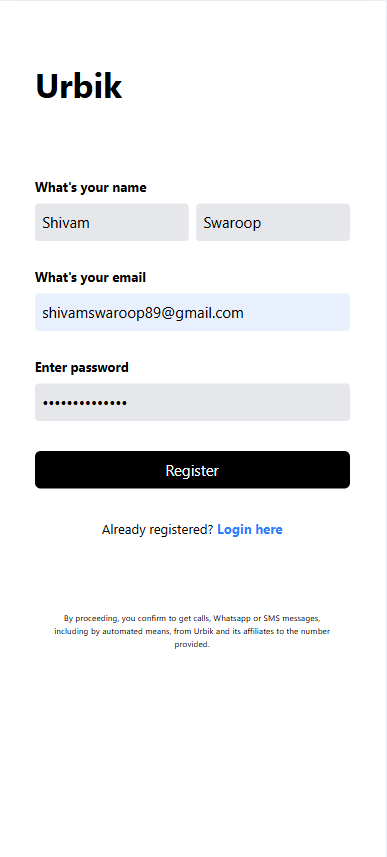 Urbik
What's your name
Shivam Swaroop
What's your email
shivamswaroop89@gmail.com
Enter password
••••••••••••••
Register
Already registered? Login here
By proceeding, you confirm to get calls, Whatsapp or SMS messages,
including by automated means, from Urbik and its affiliates to the number
provided.